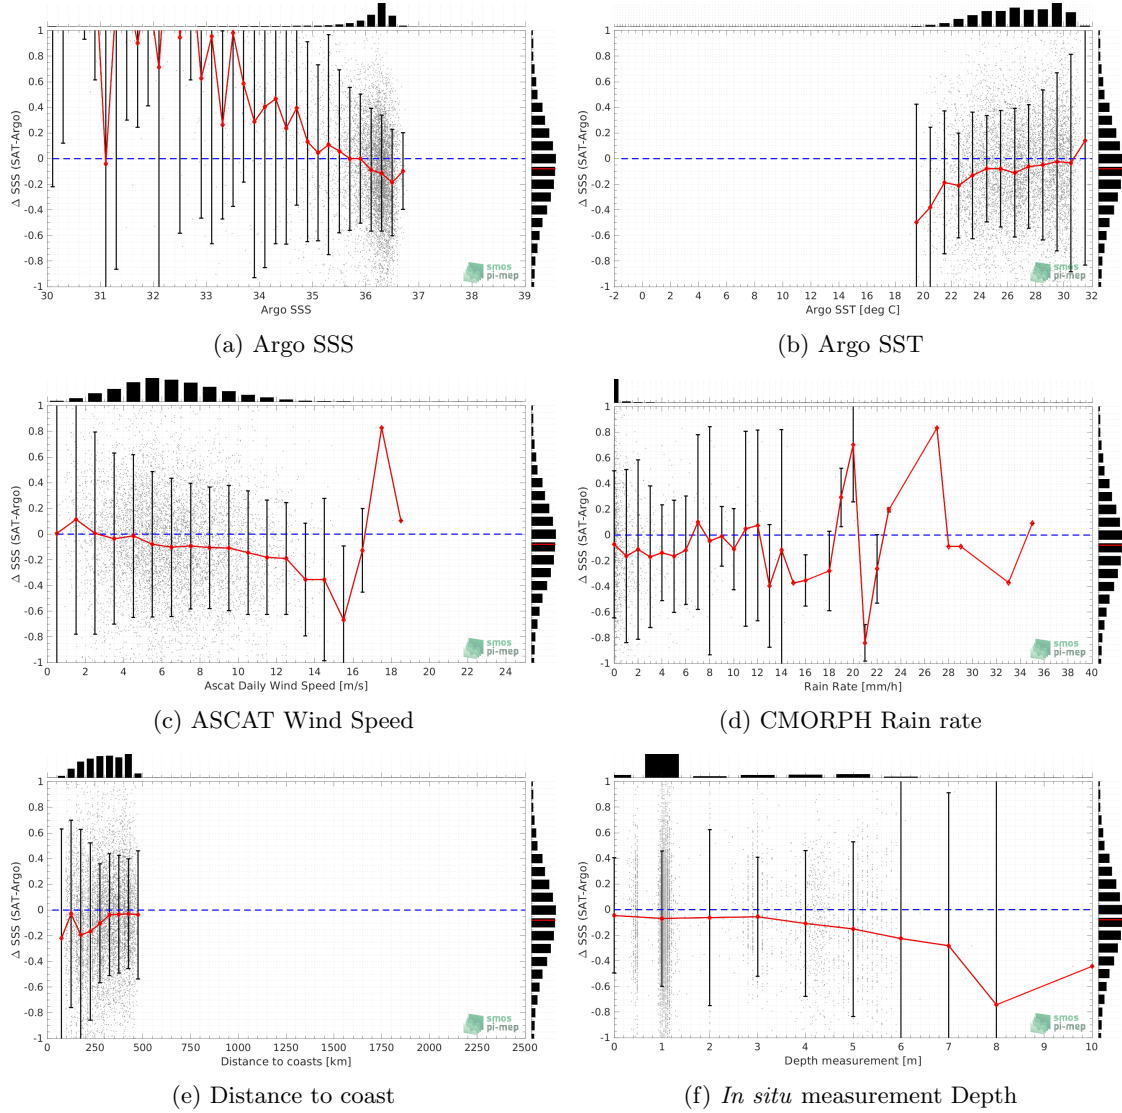 1
0.8
0.6
0.4
0.2
0
-0.2
-0.4
-0.6
-0.8
-1
Δ SSS (SAT-Argo)
30 31 32 33 34 35 36 37 38 39
Argo SSS
smos
pi-mep
(a) Argo SSS
1
0.8
0.6
0.4
0.2
0
-0.2
-0.4
-0.6
-0.8
-1
Δ SSS (SAT-Argo)
-2 0 2 4 6 8 10 12 14 16 18 20 22 24 26 28 30 32
Argo SST [deg C]
smos
pi-mep
(b) Argo SST
1
0.8
0.6
0.4
0.2
0
-0.2
-0.4
-0.6
-0.8
-1
Δ SSS (SAT-Argo)
0 2 4 6 8 10 12 14 16 18 20 22 24
Ascat Daily Wind Speed [m/s]
smos
pi-mep
(c) ASCAT Wind Speed
1
0.8
0.6
0.4
0.2
0
-0.2
-0.4
-0.6
-0.8
-1
Δ SSS (SAT-Argo)
0 2 4 6 8 10 12 14 16 18 20 22 24 26 28 30 32 34 36 38 40
Rain Rate [mm/h]
smos
pi-mep
(d) CMORPH Rain rate
1
0.8
0.6
0.4
0.2
0
-0.2
-0.4
-0.6
-0.8
-1
Δ SSS (SAT-Argo)
0 250 500 750 1000 1250 1500 1750 2000 2250 2500
Distance to coasts [km]
smos
pi-mep
(e) Distance to coast
1
0.8
0.6
0.4
0.2
0
-0.2
-0.4
-0.6
-0.8
-1
Δ SSS (SAT-Argo)
0 1 2 3 4 5 6 7 8 9 10
Depth measurement [m]
smos
pi-mep
(f) In situ measurement Depth